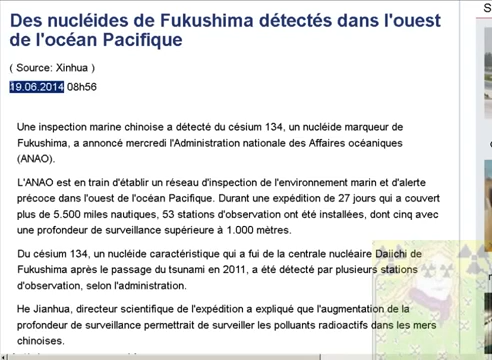 Des nucléides de Fukushima détectés dans l'ouest
de l'océan Pacifique
( Source: Xinhua )
19.06.2014 08h56
Une inspection marine chinoise a détecté du césium 134, un nucléide marqueur de
Fukushima, a annoncé mercredi l'Administration nationale des Affaires océaniques
(ANAO).
L'ANAO est en train d'établir un réseau d'inspection de l'environnement marin et d'alerte
précoce dans l'ouest de l'océan Pacifique. Durant une expédition de 27 jours qui a couvert
plus de 5.500 miles nautiques, 53 stations d'observation ont été installées, dont cinq avec
une profondeur de surveillance supérieure à 1.000 mètres.
Du césium 134, un nucléide caractéristique qui a fui de la centrale nucléaire Daiichi de
Fukushima après le passage du tsunami en 2011, a été détecté par plusieurs stations
d'observation, selon l'administration.
He Jianhua, directeur scientifique de l'expédition a expliqué que l'augmentation de la
profondeur de surveillance permettrait de surveiller les polluants radioactifs dans les mers
chinoises.
S